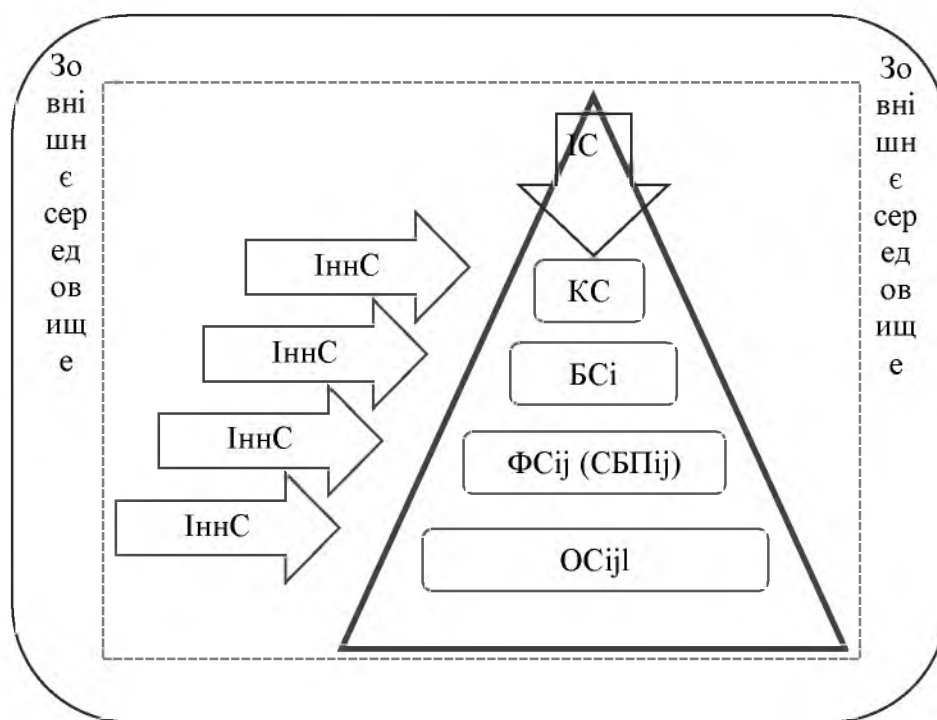 Зо
вні
шн
є
сер
ед
ов
ищ
е
ІС
ІннС
ІннС
ІннС
ІннС
КС
БСі
ФСij (СБПij)
ОСijl
Зо
вні
шн
є
сер
ед
ов
ищ
е